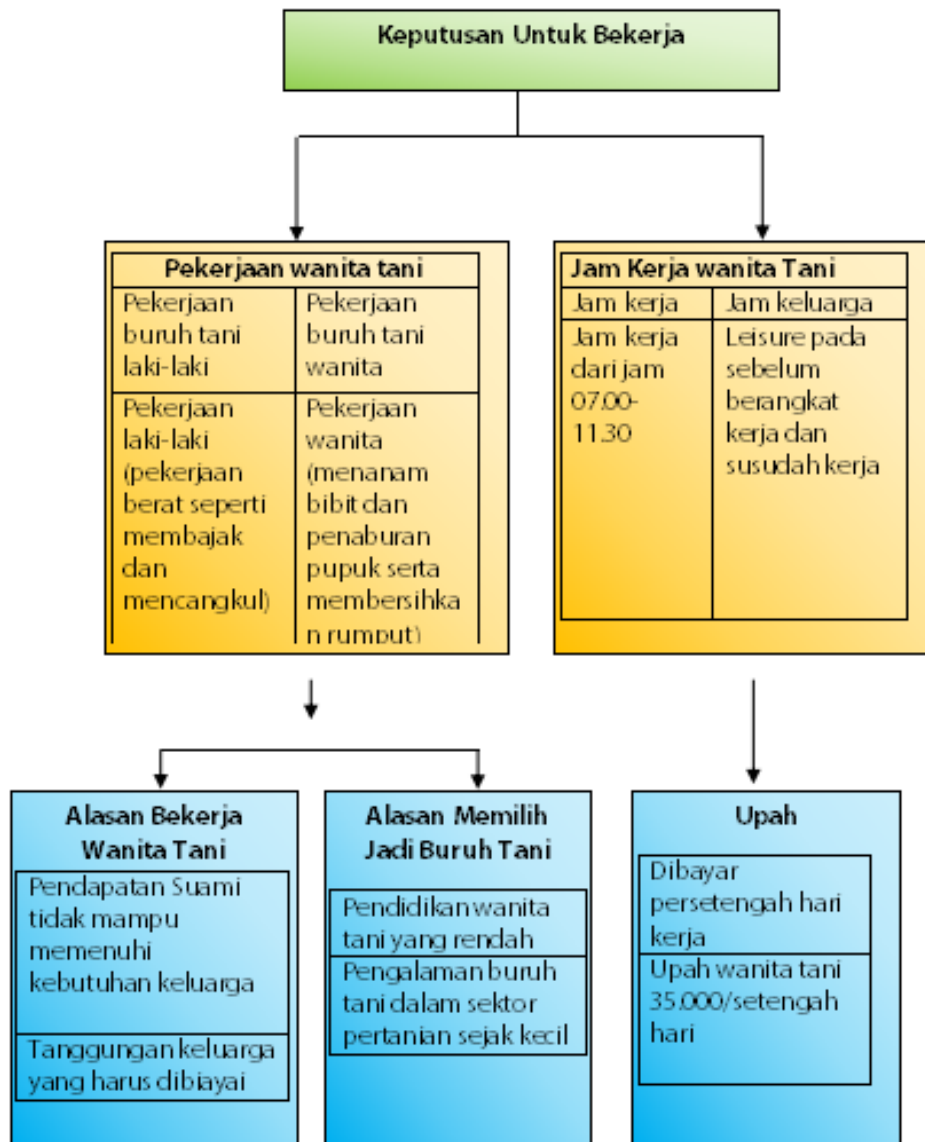 Keputusan Untuk Bekerja
Pekerjaan wanita tani
Pekerjaan
buruh tani
laki-laki
Pekerjaan
buruh tani
wanita
Pekerjaan
laki-laki
(pekerjaan
berat seperti
membajak
dan
mencangkul)
Pekerjaan
wanita
(menanam
bibit dan
penaburan
pupuk serta
membersihka
n rumput)
Jam Kerja wanita Tani
Jam kerja
Jam keluarga
Jam kerja
dari jam
07.00-
11.30
Leisure pada
sebelum
berangkat
kerja dan
susudah kerja
Alasan Bekerja
Wanita Tani
Pendapatan Suami
tidak mampu
memenuhi
kebutuhan keluarga
Tanggungan keluarga
yang harus dibiayai
Alasan Memilih
Jadi Buruh Tani
Pendidikan wanita
tani yang rendah
Pengalaman buruh
tani dalam sektor
pertanian sejak kecil
Upah
Dibayar
persetengah hari
kerja
Upah wanita tani
35.000/setengah
hari